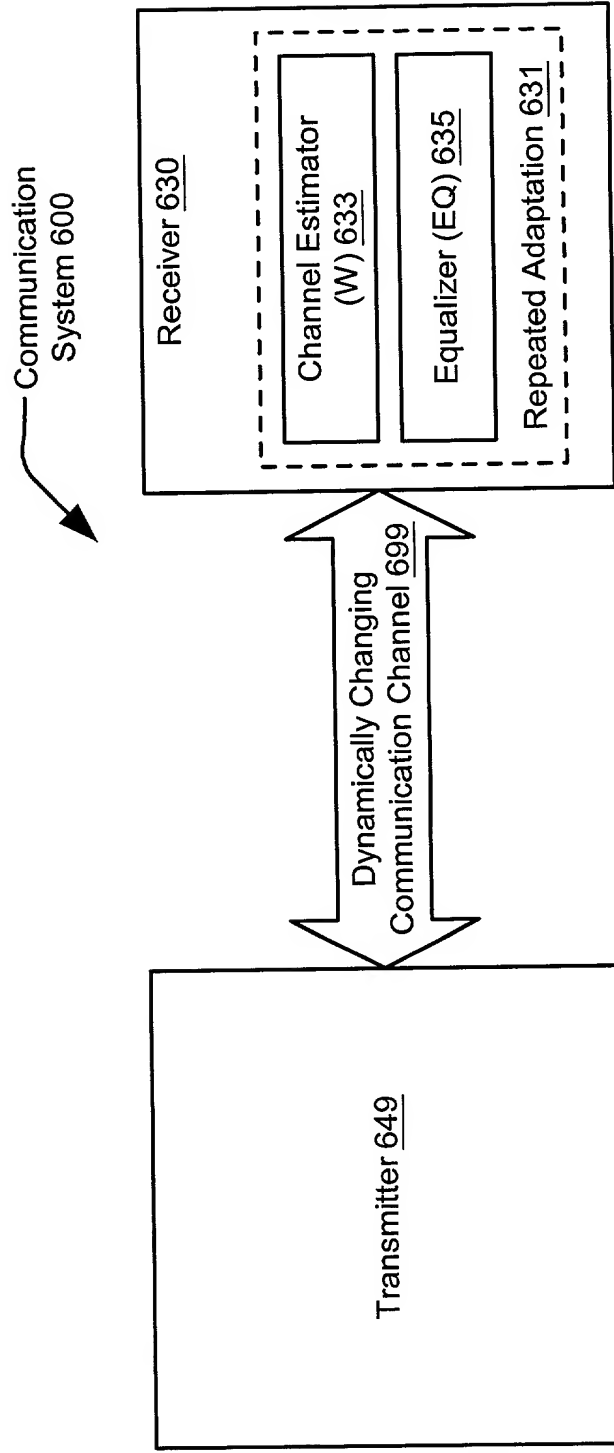 Communication
System 600
Transmitter 649
Dynamically Changing
Communication Channel 699
Receiver 630
Channel Estimator
(W) 633
Equalizer (EQ) 635
Repeated Adaptation 631